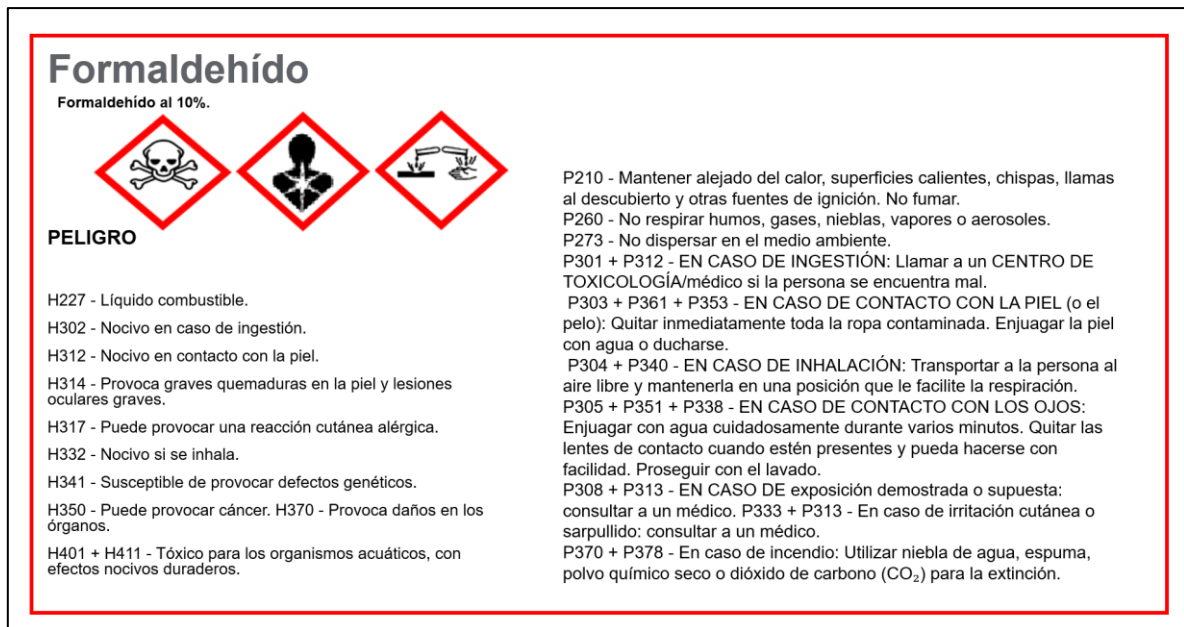 Formaldehído
Formaldehído al 10%.
PELIGRO
H227 - Líquido combustible.
H302 - Nocivo en caso de ingestión.
H312 - Nocivo en contacto con la piel.
H314 - Provoca graves quemaduras en la piel y lesiones
oculares graves.
H317 - Puede provocar una reacción cutánea alérgica.
H332 - Nocivo si se inhala.
H341 - Susceptible de provocar defectos genéticos.
H350 - Puede provocar cáncer. H370 - Provoca daños en los
órganos.
H401 + H411 - Tóxico para los organismos acuáticos, con
efectos nocivos duraderos.
P210 - Mantener alejado del calor, superficies calientes, chispas, llamas
al descubierto y otras fuentes de ignición. No fumar.
P260 - No respirar humos, gases, nieblas, vapores o aerosoles.
P273 - No dispersar en el medio ambiente.
P301 + P312 - EN CASO DE INGESTIÓN: Llamar a un CENTRO DE
TOXICOLOGÍA/médico si la persona se encuentra mal.
P303 + P361 + P353 - EN CASO DE CONTACTO CON LA PIEL (o el
pelo): Quitar inmediatamente toda la ropa contaminada. Enjuagar la piel
con agua o ducharse.
P304 + P340 - EN CASO DE INHALACIÓN: Transportar a la persona al
aire libre y mantenerla en una posición que le facilite la respiración.
P305 + P351 + P338 - EN CASO DE CONTACTO CON LOS OJOS:
Enjuagar con agua cuidadosamente durante varios minutos. Quitar las
lentes de contacto cuando estén presentes y pueda hacerse con
facilidad. Proseguir con el lavado.
P308 + P313 - EN CASO DE exposición demostrada o supuesta:
consultar a un médico. P333 + P313 - En caso de irritación cutánea o
sarpullido: consultar a un médico.
P370 + P378 - En caso de incendio: Utilizar niebla de agua, espuma,
polvo químico seco o dióxido de carbono (CO₂) para la extinción.